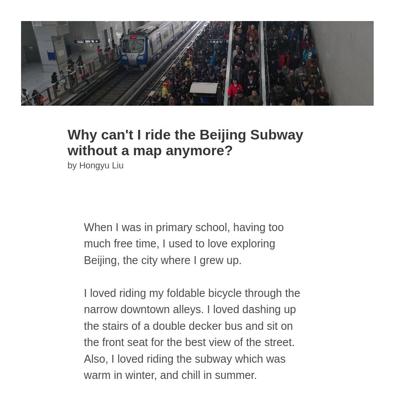 Why can't I ride the Beijing Subway
without a map anymore?
by Hongyu Liu
When I was in primary school, having too
much free time, I used to love exploring
Beijing, the city where I grew up.
I loved riding my foldable bicycle through the
narrow downtown alleys. I loved dashing up
the stairs of a double decker bus and sit on
the front seat for the best view of the street.
Also, I loved riding the subway which was
warm in winter, and chill in summer.